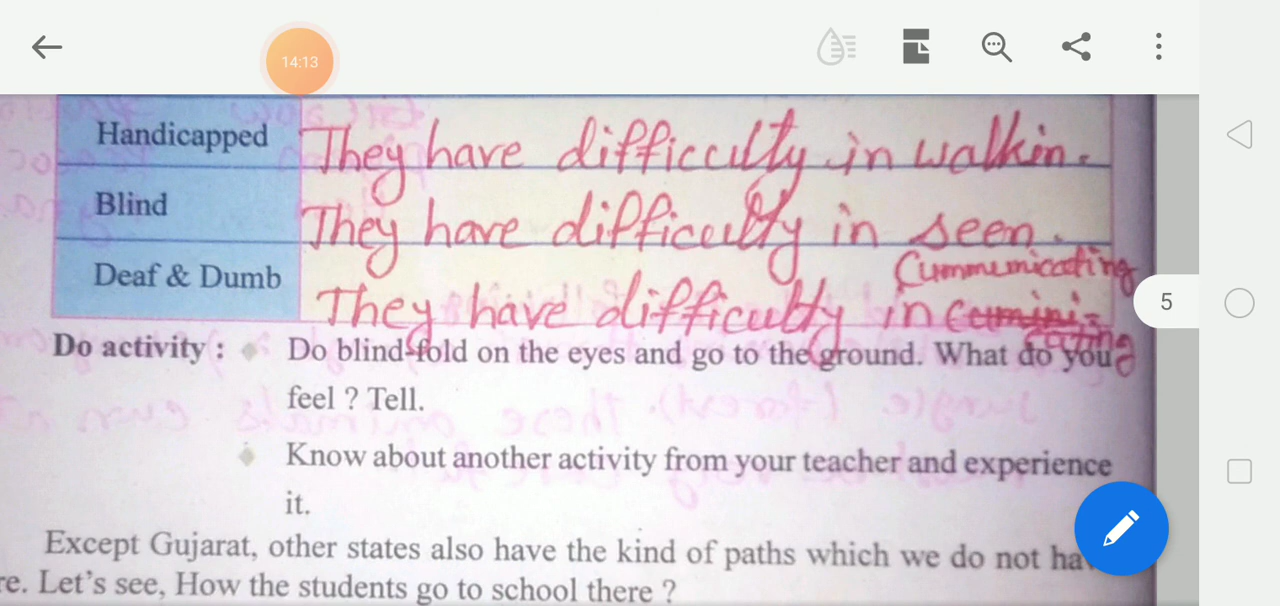 14:13
Handicapped They have difficulty in walkin.
Blind They have difficulty in seen.
Cummunicating
Deaf & Dumb They have difficulty in
5
Do activity : Do blind-fold on the eyes and go to the ground. What do you
feel ? Tell.
Know about another activity from your teacher and experience
it.
Except Gujarat, other states also have the kind of paths which we do not ha
re. Let's see, How the students go to school there ?